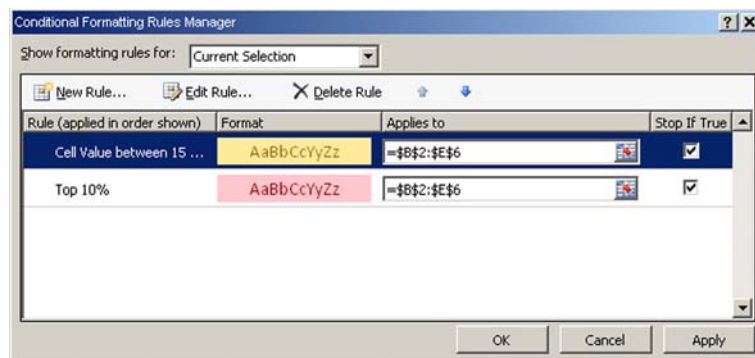 Conditional Formatting Rules Manager
Show formatting rules for: Current Selection
New Rule... Edit Rule... Delete Rule
Rule (applied in order shown) Format Applies to Stop If True
Cell Value between 15 ... AaBbCcYyZz =$B$2:$E$6
Top 10% AaBbCcYyZz =$B$2:$E$6
OK Cancel Apply